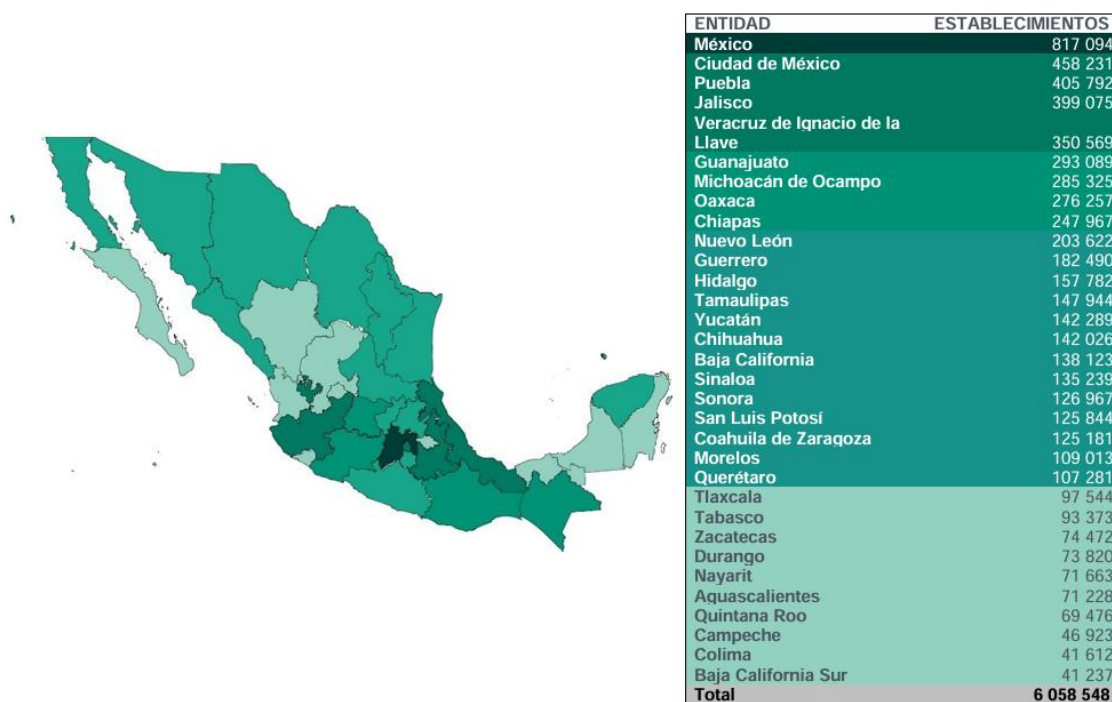 ENTIDAD ESTABLECIMIENTOS
México 817 094
Ciudad de México 458 231
Puebla 405 792
Jalisco 399 075
Veracruz de Ignacio de la
Llave 350 569
Guanajuato 293 089
Michoacán de Ocampo 285 325
Oaxaca 276 257
Chiapas 247 967
Nuevo León 203 622
Guerrero 182 490
Hidalgo 157 782
Tamaulipas 147 944
Yucatán 142 289
Chihuahua 142 026
Baja California 138 123
Sinaloa 135 239
Sonora 126 967
San Luis Potosí 125 844
Coahuila de Zaragoza 125 181
Morelos 109 013
Querétaro 107 281
Tlaxcala 97 544
Tabasco 93 373
Zacatecas 74 472
Durango 73 820
Nayarit 71 663
Aguascalientes 71 228
Quintana Roo 69 476
Campeche 46 923
Colima 41 612
Baja California Sur 41 237
Total 6 058 548